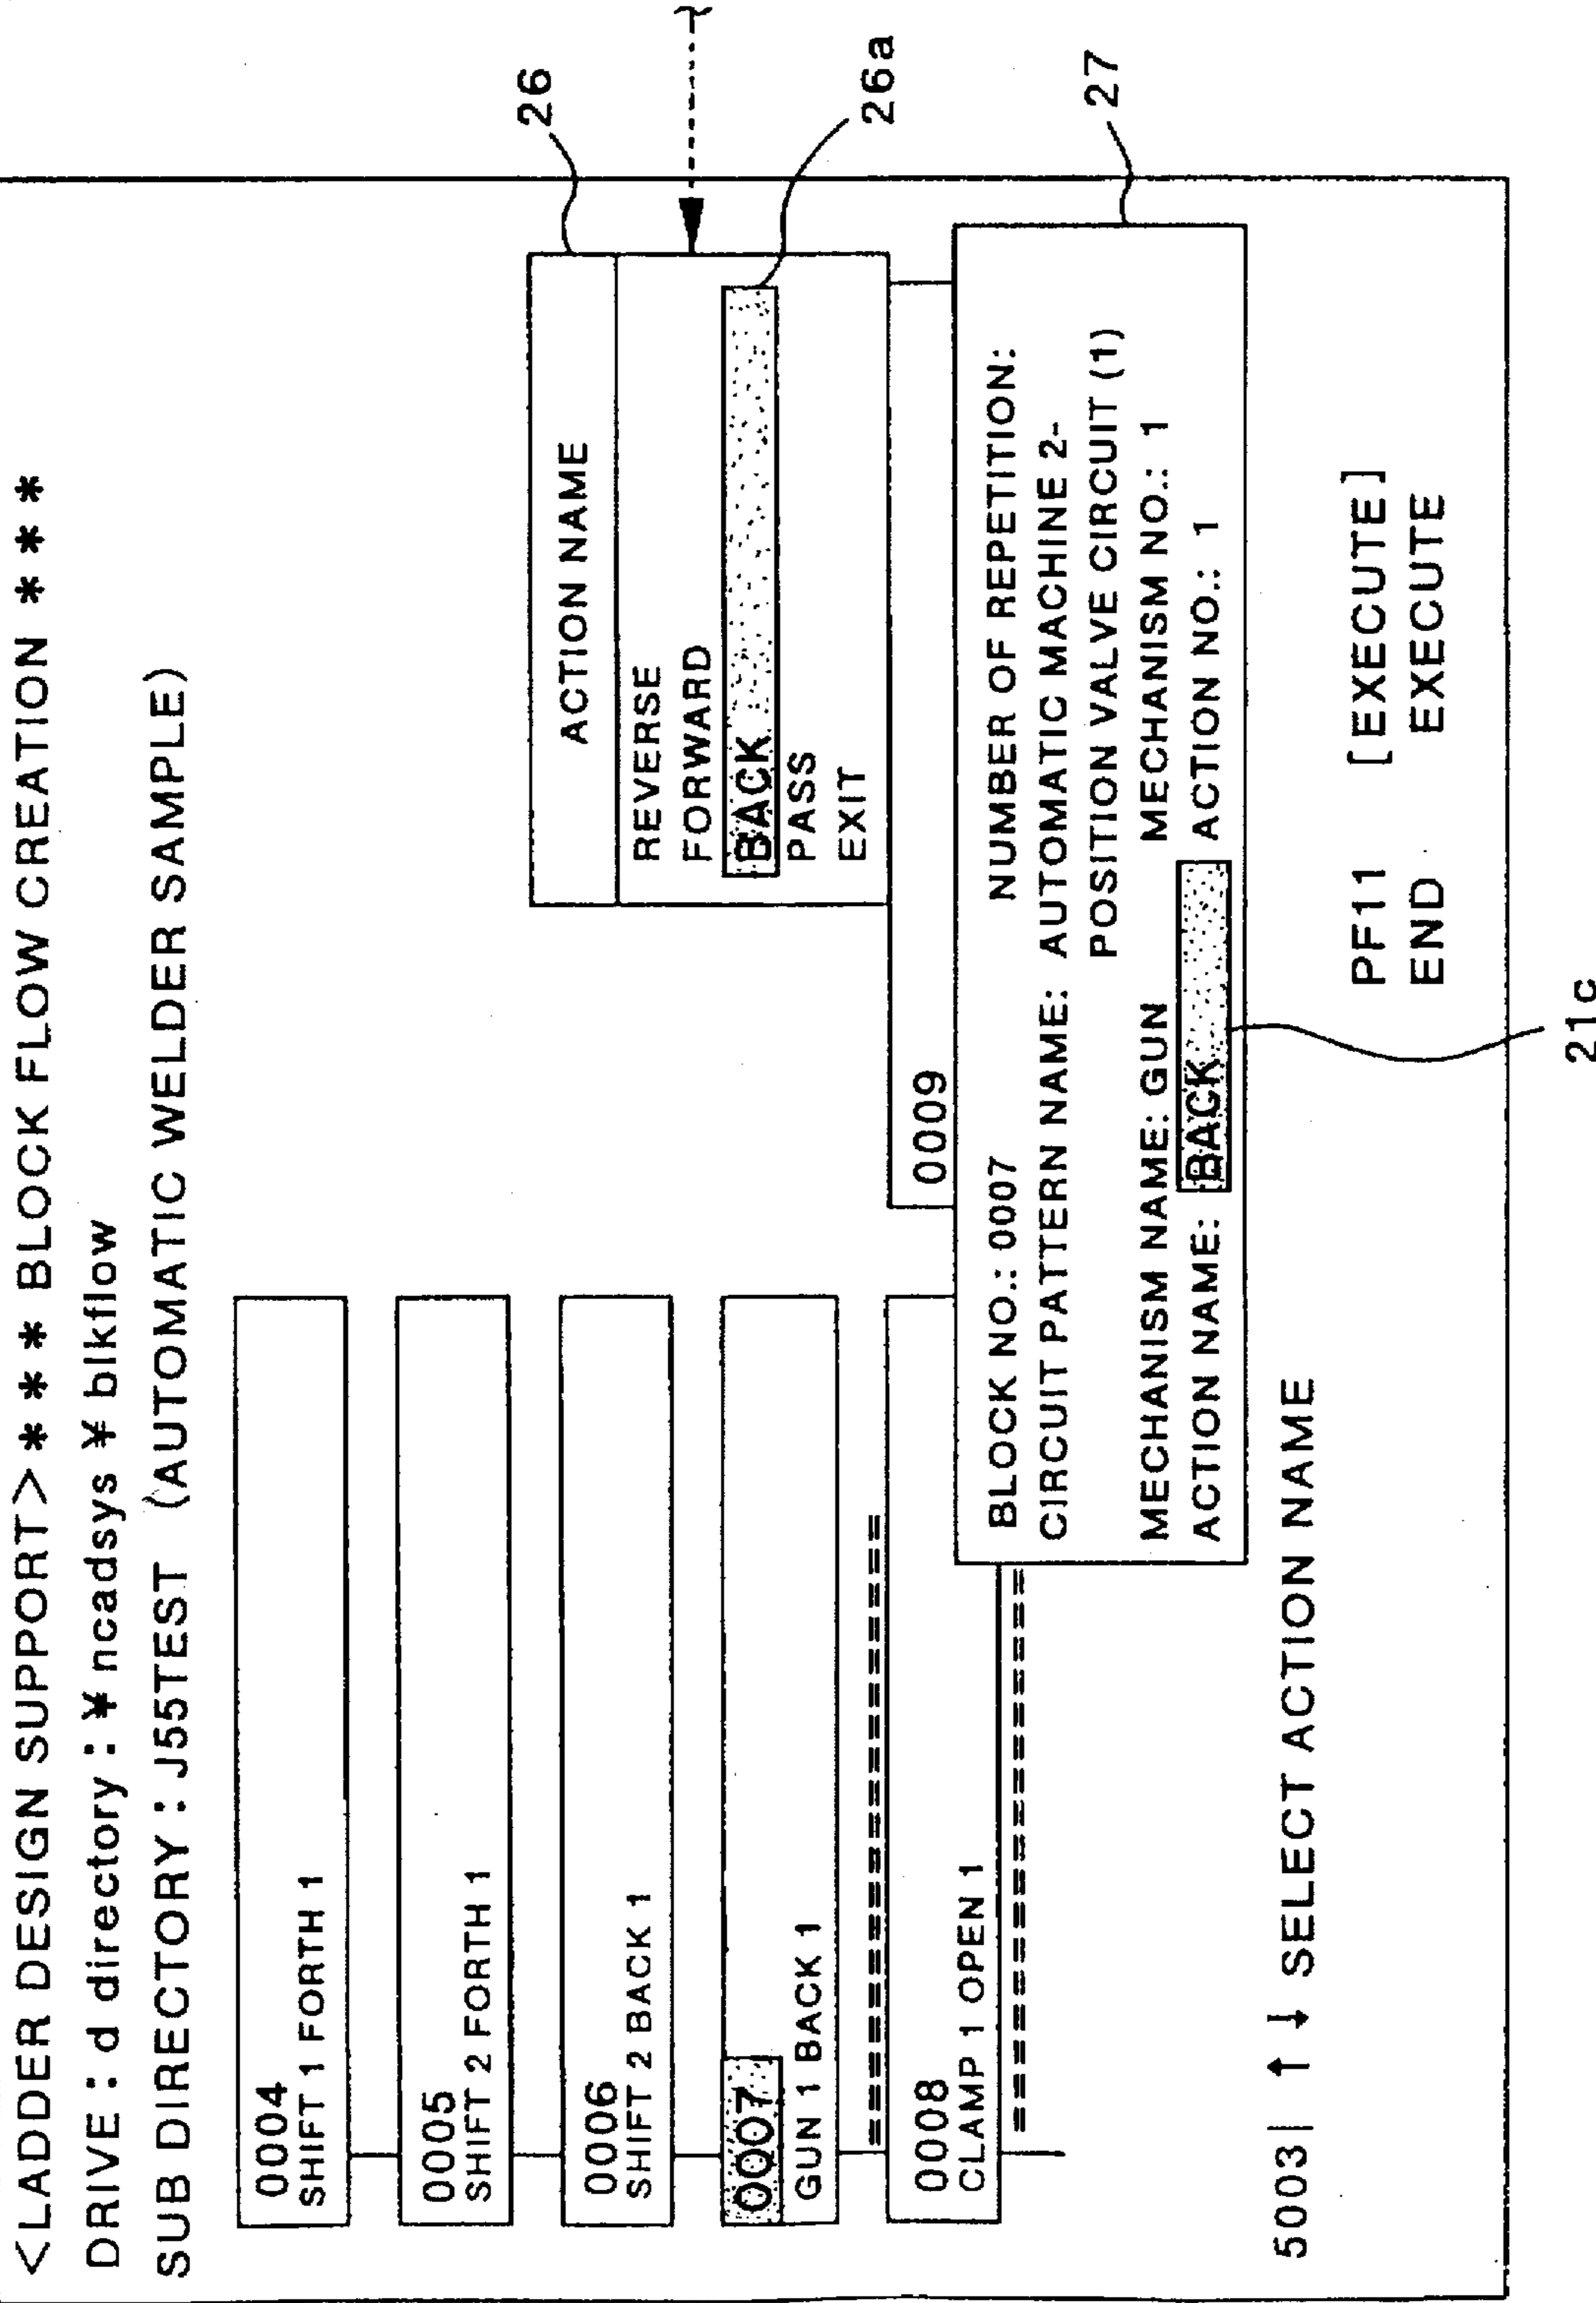 <LADDER DESIGN SUPPORT> * * * BLOCK FLOW CREATION * * *
DRIVE : d directory : ¥ ncadsys ¥ blkflow
SUB DIRECTORY : J55TEST (AUTOMATIC WELDER SAMPLE)
0004
SHIFT 1 FORTH 1
0005
SHIFT 2 FORTH 1
0006
SHIFT 2 BACK 1
0007
GUN 1 BACK 1
====================
0008
CLAMP 1 OPEN 1
====================
ACTION NAME
REVERSE
FORWARD
BACK
PASS
EXIT
26
26a
0009
BLOCK NO.: 0007 NUMBER OF REPETITION:
CIRCUIT PATTERN NAME: AUTOMATIC MACHINE 2-
POSITION VALVE CIRCUIT (1)
MECHANISM NAME: GUN MECHANISM NO.: 1
ACTION NAME: BACK ACTION NO.: 1
27
5003| ↑ ↓ SELECT ACTION NAME
PF11 [EXECUTE]
END EXECUTE
21c